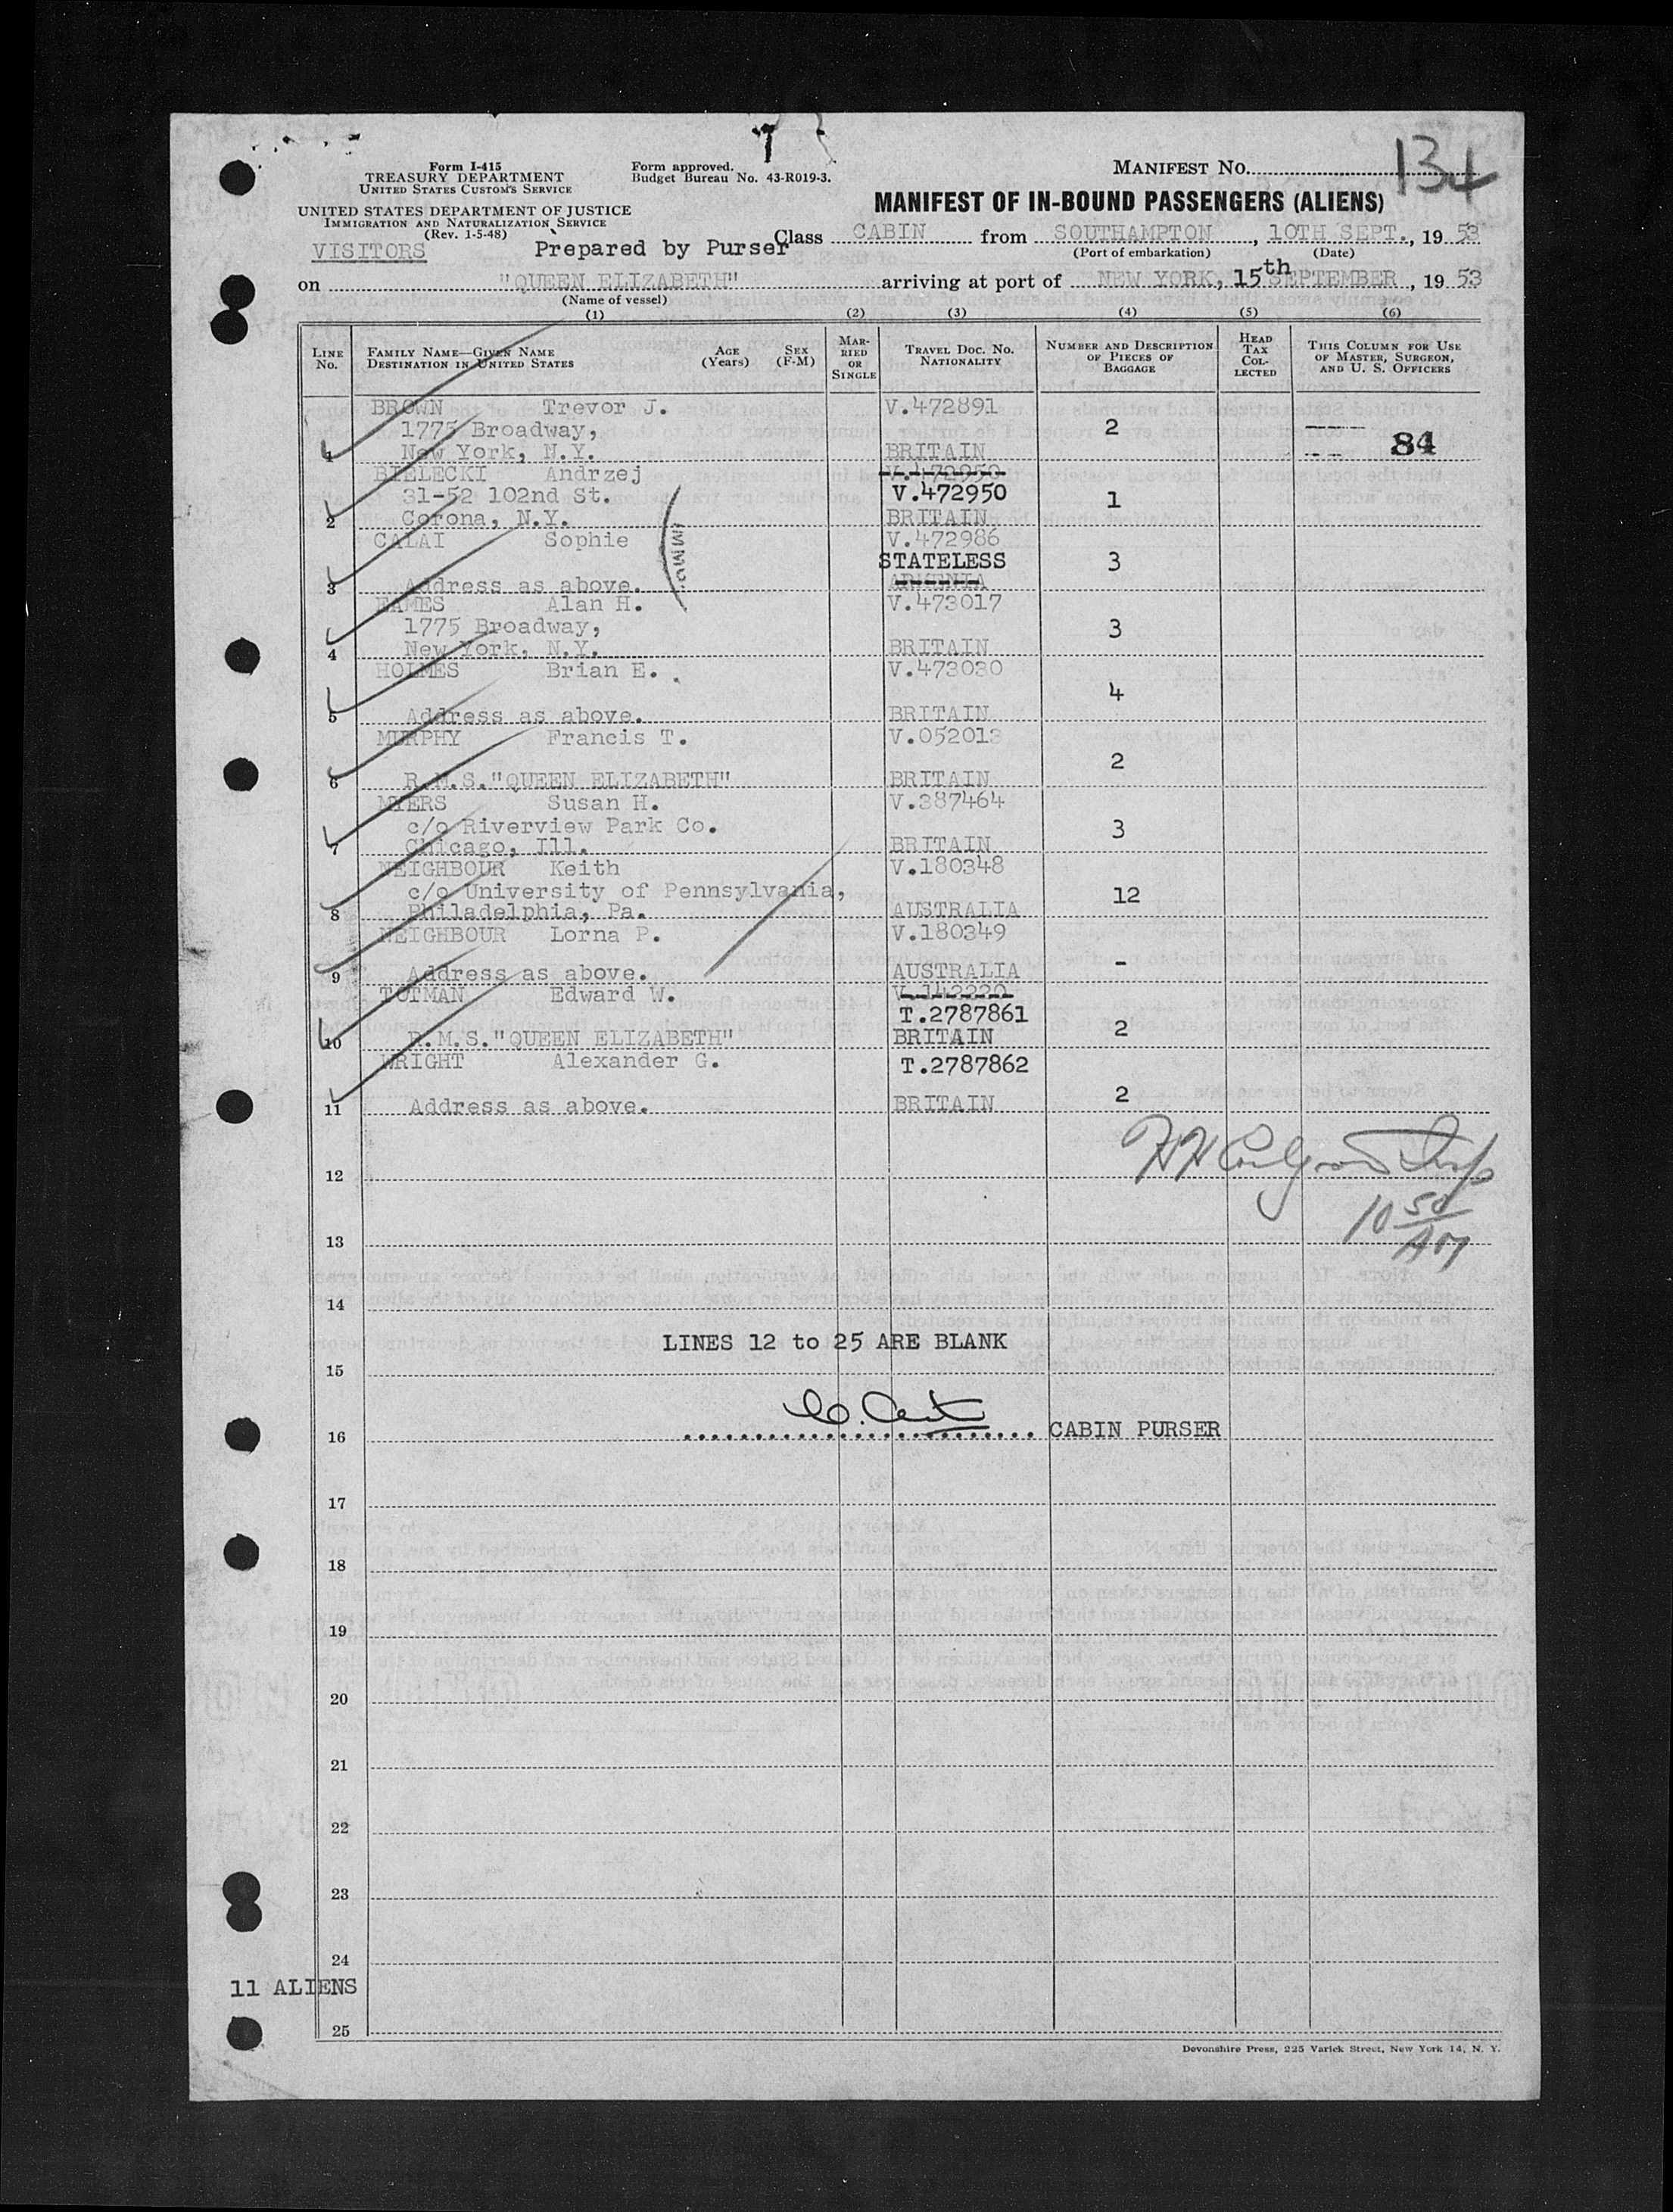 Form I-415
TREASURY DEPARTMENT
UNITED STATES CUSTOMS SERVICE
Form approved.
Budget Bureau No. 43-R019-3.
MANIFEST NO. 134
UNITED STATES DEPARTMENT OF JUSTICE
IMMIGRATION AND NATURALIZATION SERVICE
(Rev. 1-5-48)
MANIFEST OF IN-BOUND PASSENGERS (ALIENS)
VISITORS Prepared by Purser Class CABIN from SOUTHAMPTON, 10TH SEPT., 1953
(Port of embarkation) (Date)
on "QUEEN ELIZABETH" arriving at port of NEW YORK, 15th SEPTEMBER, 1953
(Name of vessel)
(1) (2) (3) (4) (5) (6)
LINE No. FAMILY NAME—GIVEN NAME DESTINATION IN UNITED STATES AGE (Years) SEX (F-M) MARRIED OR SINGLE TRAVEL DOC. NO. NATIONALITY NUMBER AND DESCRIPTION OF PIECES OF BAGGAGE HEAD TAX COLLECTED THIS COLUMN FOR USE OF MASTER, SURGEON, AND U. S. OFFICERS
BROWN Trevor J. V.472891
1775 Broadway, 2
1 New York, N.Y. BRITAIN 84
BIELECKI Andrzej V.472950
31-52 102nd St. V.472950 1
2 Corona, N.Y. BRITAIN
CALAI Sophie V.472986
IMMIG.
STATELESS 3
3 Address as above. ARMENIA
EAMES Alan H. V.473017
1775 Broadway, 3
4 New York, N.Y. BRITAIN
HOLMES Brian E. V.473030
4
5 Address as above. BRITAIN
MURPHY Francis T. V.052013
2
6 R.M.S."QUEEN ELIZABETH" BRITAIN
MYERS Susan H. V.387464
c/o Riverview Park Co. 3
7 Chicago, Ill. BRITAIN
NEIGHBOUR Keith V.180348
c/o University of Pennsylvania, 12
8 Philadelphia, Pa. AUSTRALIA
NEIGHBOUR Lorna P. V.180349
-
9 Address as above. AUSTRALIA
TOTMAN Edward W. V.142220
T.2787861
10 R.M.S."QUEEN ELIZABETH" BRITAIN 2
WRIGHT Alexander G. T.2787862
11 Address as above. BRITAIN 2
12
10 50 AM
13
14
LINES 12 to 25 ARE BLANK
15
16 CABIN PURSER
17
18
19
20
21
22
23
24
11 ALIENS
25
Devonshire Press, 225 Varick Street, New York 14, N. Y.